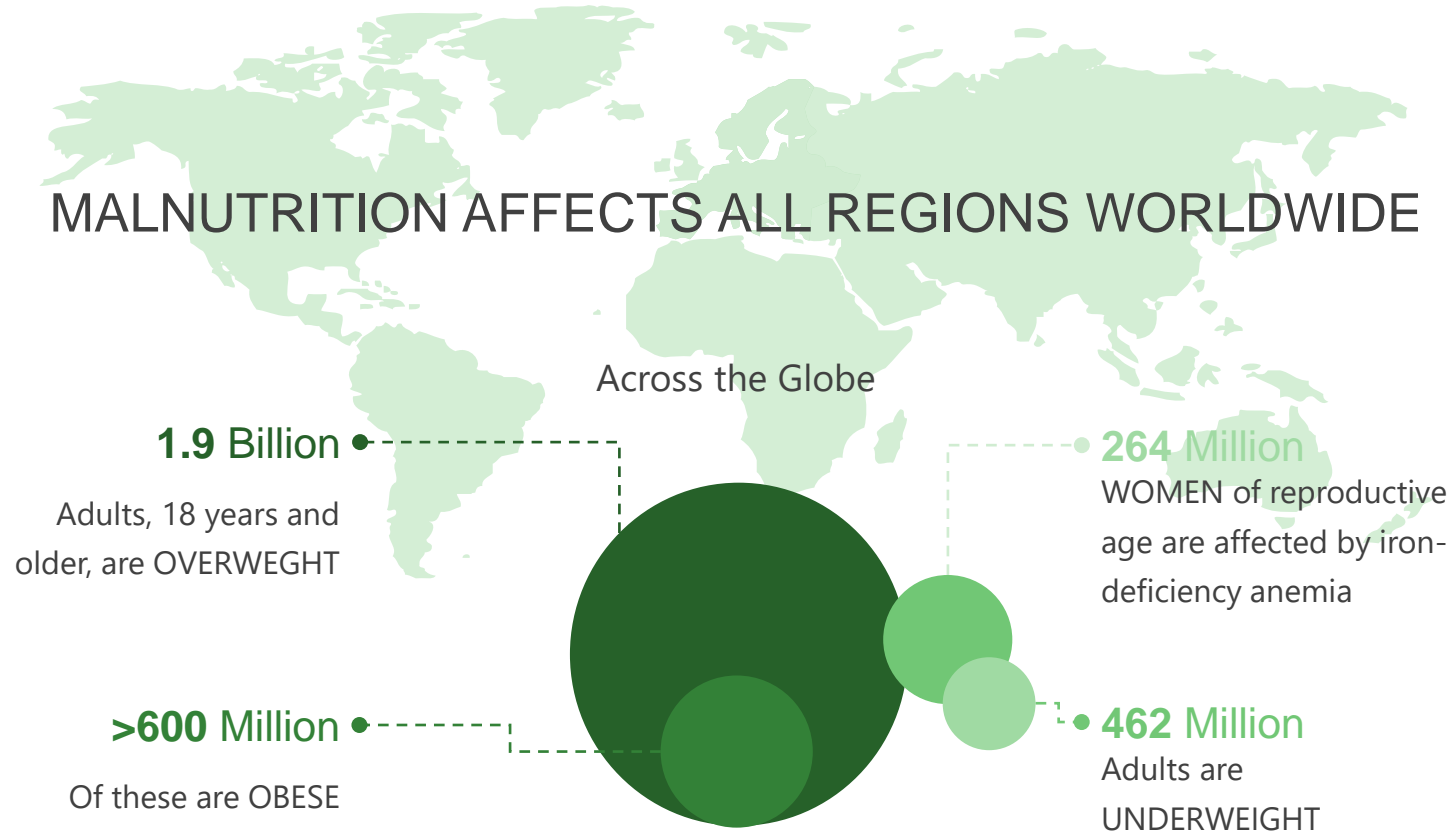 MALNUTRITION AFFECTS ALL REGIONS WORLDWIDE
Across the Globe
1.9 Billion
Adults, 18 years and
older, are OVERWEGHT
>600 Million
Of these are OBESE
264 Million
WOMEN of reproductive
age are affected by iron-
deficiency anemia
462 Million
Adults are
UNDERWEIGHT